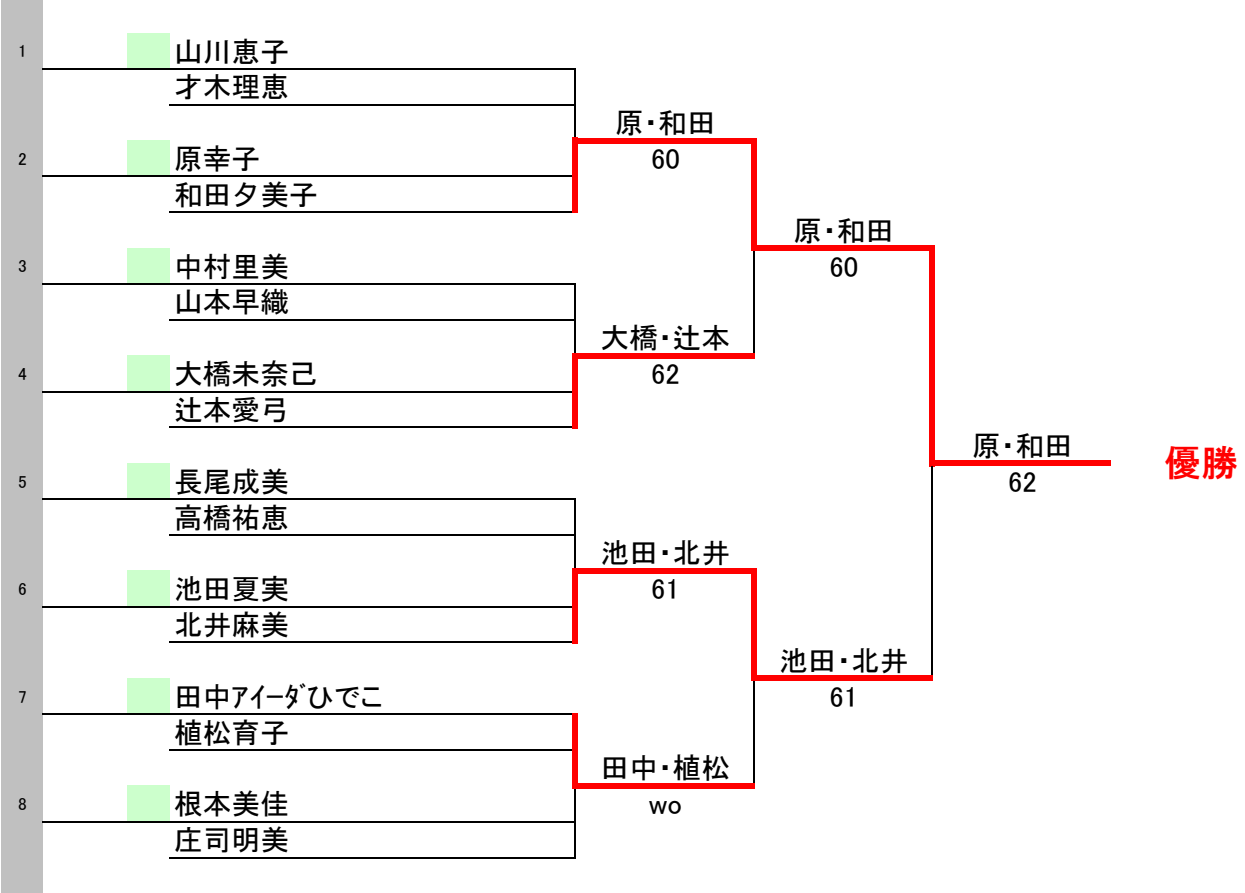 1
山川恵子
才木理恵
原・和田
2
原幸子
60
和田夕美子
原・和田
3
中村里美
60
山本早織
大橋・辻本
4
大橋未奈己
62
辻本愛弓
原・和田
優勝
5
長尾成美
62
高橋祐恵
池田・北井
6
池田夏実
61
北井麻美
池田・北井
7
田中アイーダひでこ
61
植松育子
田中・植松
8
根本美佳
wo
庄司明美